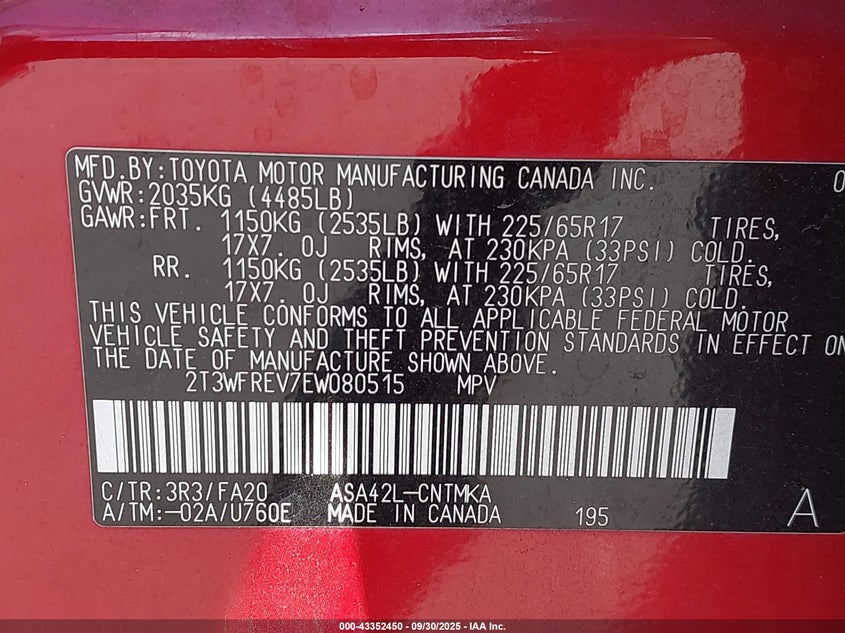 MFD.BY:TOYOTA MOTOR MANUFACTURING CANADA INC. 0
GVWR:2035KG (4485LB)
GAWR:FRT. 1150KG (2535LB) WITH 225/65R17 TIRES,
17X7. 0J RIMS, AT 230KPA (33PSI) COLD.
RR. 1150KG (2535LB) WITH 225/65R17 TIRES,
17X7. 0J RIMS, AT 230KPA (33PSI) COLD.
THIS VEHICLE CONFORMS TO ALL APPLICABLE FEDERAL MOTOR
VEHICLE SAFETY AND THEFT PREVENTION STANDARDS IN EFFECT ON
THE DATE OF MANUFACTURE SHOWN ABOVE.
2T3WFREV7EW080515 MPV
C/TR:3R3/FA20 ASA42L-CNTMKA
A/TM:-02A/U760E MADE IN CANADA 195 A
000-43352450 - 09/30/2025 - IAA Inc.